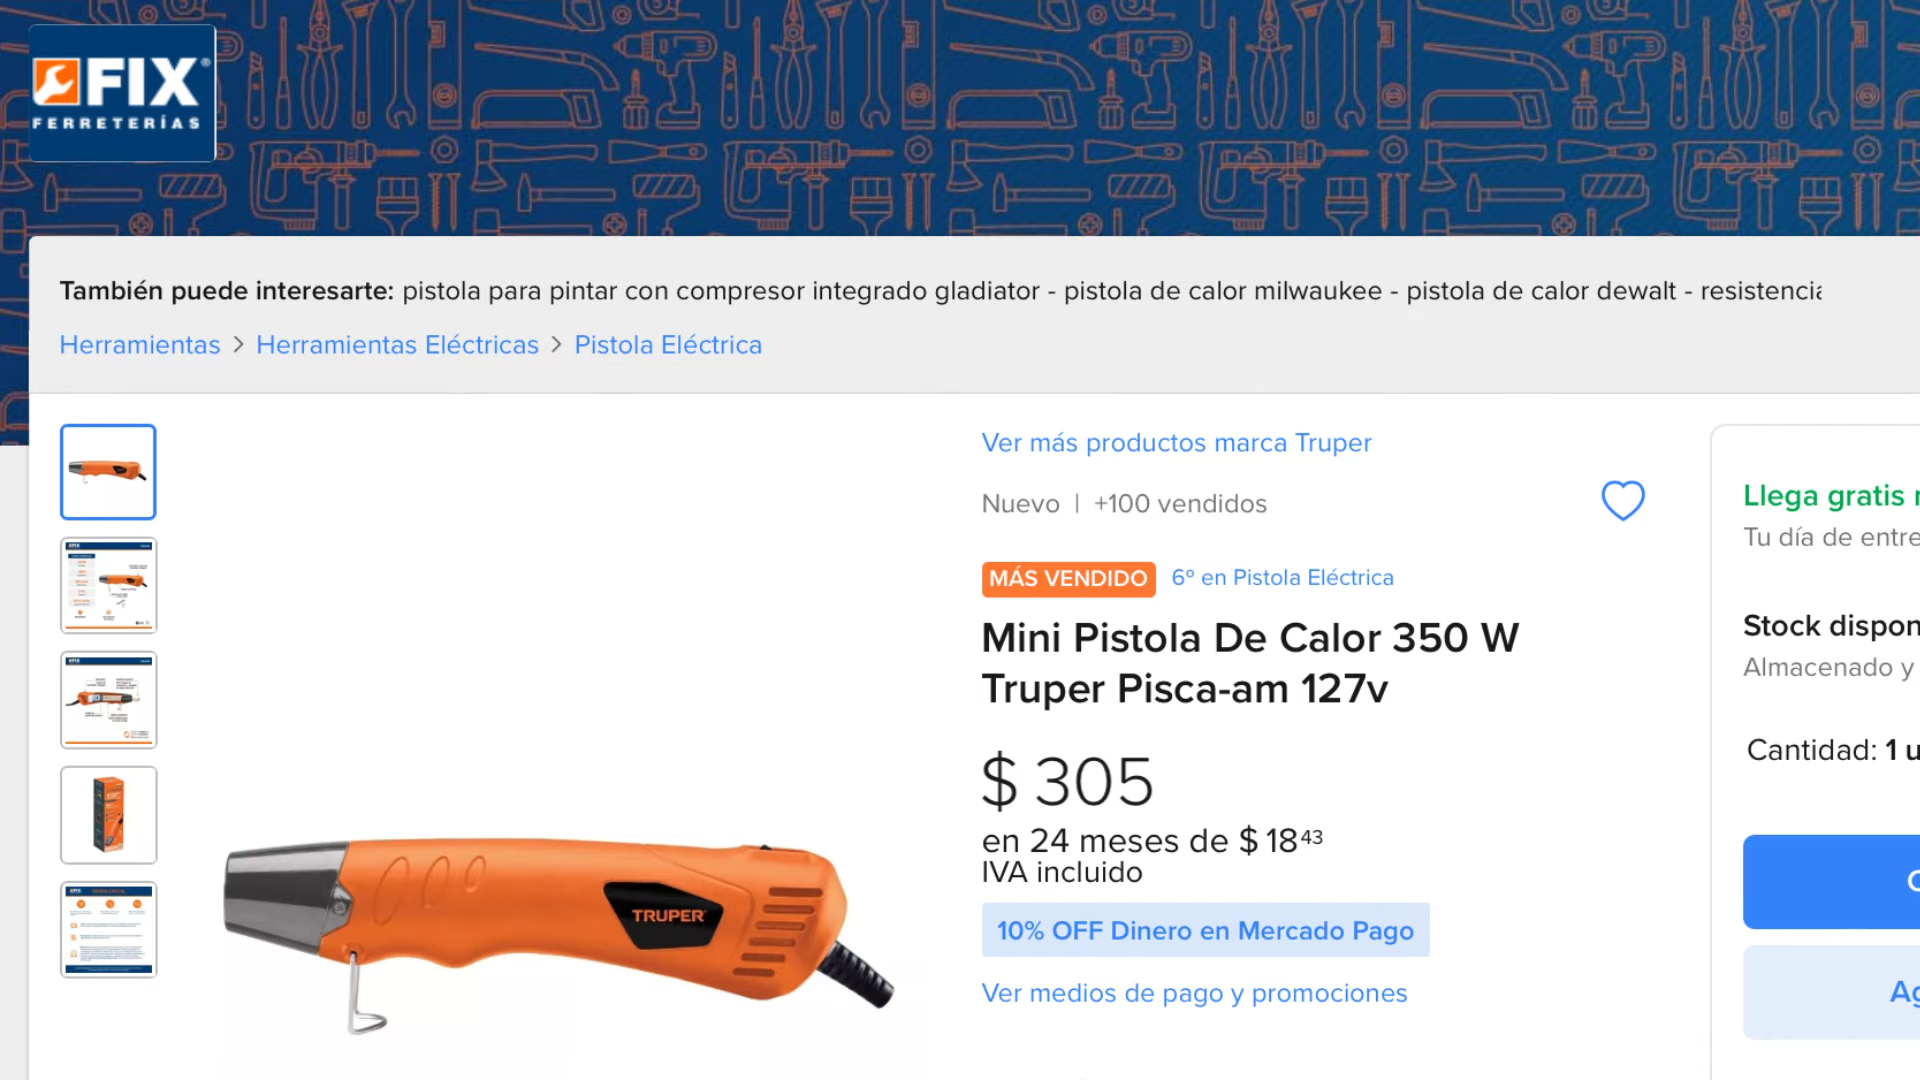 FIX®
FERRETERÍAS
También puede interesarte: pistola para pintar con compresor integrado gladiator - pistola de calor milwaukee - pistola de calor dewalt - resistencia
Herramientas > Herramientas Eléctricas > Pistola Eléctrica
Ver más productos marca Truper
Nuevo | +100 vendidos
MÁS VENDIDO 6º en Pistola Eléctrica
Mini Pistola De Calor 350 W
Truper Pisca-am 127v
$ 305
en 24 meses de $ 18 43
IVA incluido
10% OFF Dinero en Mercado Pago
Ver medios de pago y promociones
TRUPER
Llega gratis
Tu día de entre
Stock dispon
Almacenado y
Cantidad: 1 u